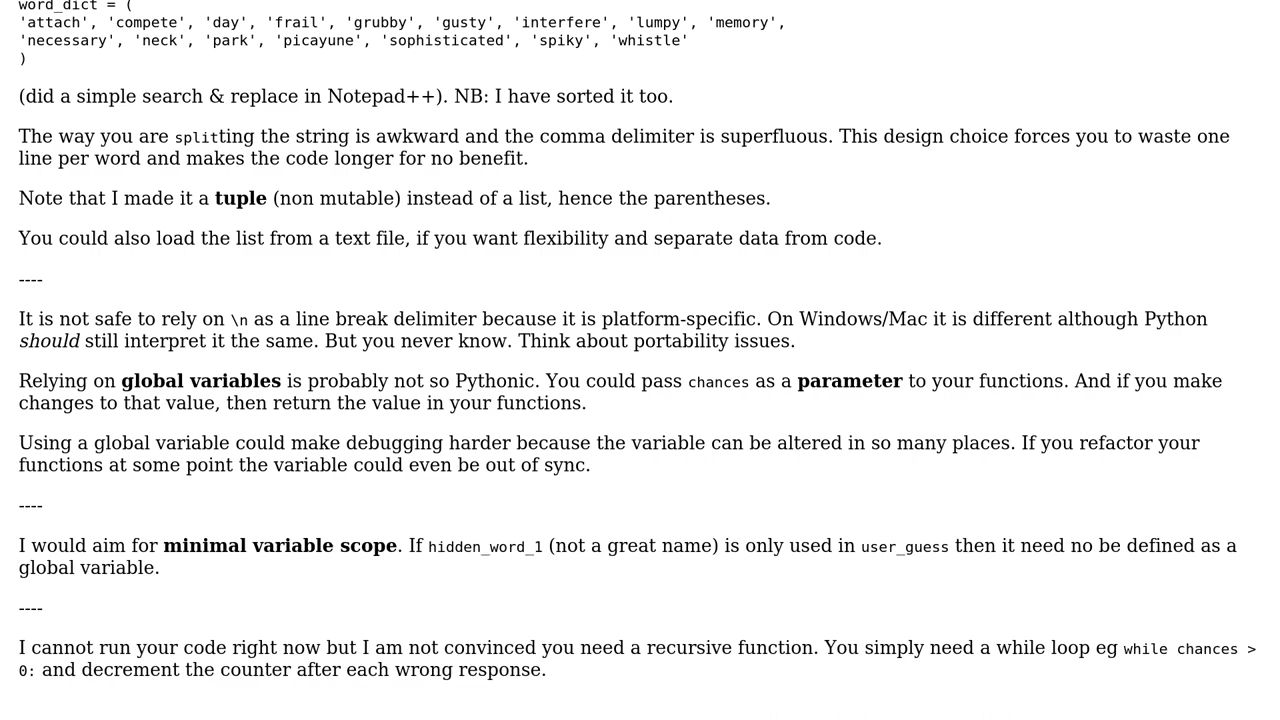 word_dict = (
'attach', 'compete', 'day', 'frail', 'grubby', 'gusty', 'interfere', 'lumpy', 'memory',
'necessary', 'neck', 'park', 'picayune', 'sophisticated', 'spiky', 'whistle'
)
(did a simple search & replace in Notepad++). NB: I have sorted it too.
The way you are splitting the string is awkward and the comma delimiter is superfluous. This design choice forces you to waste one
line per word and makes the code longer for no benefit.
Note that I made it a tuple (non mutable) instead of a list, hence the parentheses.
You could also load the list from a text file, if you want flexibility and separate data from code.
----
It is not safe to rely on \n as a line break delimiter because it is platform-specific. On Windows/Mac it is different although Python
should still interpret it the same. But you never know. Think about portability issues.
Relying on global variables is probably not so Pythonic. You could pass chances as a parameter to your functions. And if you make
changes to that value, then return the value in your functions.
Using a global variable could make debugging harder because the variable can be altered in so many places. If you refactor your
functions at some point the variable could even be out of sync.
----
I would aim for minimal variable scope. If hidden_word_1 (not a great name) is only used in user_guess then it need no be defined as a
global variable.
----
I cannot run your code right now but I am not convinced you need a recursive function. You simply need a while loop eg while chances >
0: and decrement the counter after each wrong response.